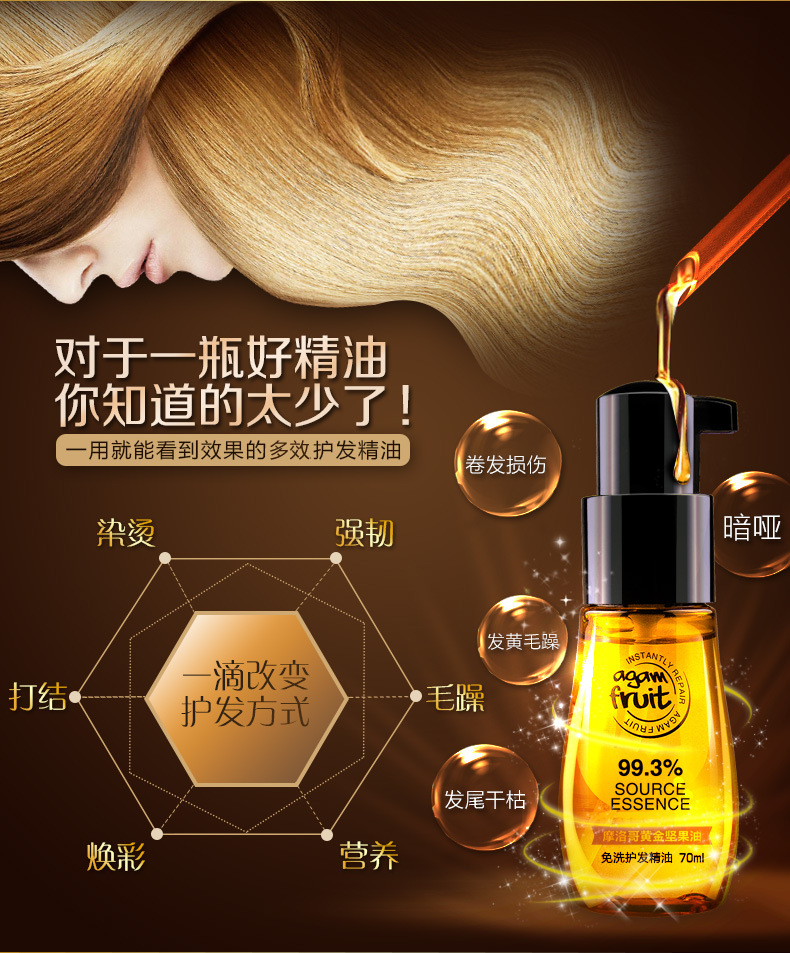 对于一瓶好精油
你知道的太少了！
一用就能看到效果的多效护发精油
卷发损伤
暗哑
染烫
强韧
发黄毛躁
一滴改变
护发方式
打结
毛躁
发尾干枯
焕彩
营养
INSTANTLY REPAIR
agam
fruit
AGAM FRUIT
99.3%
SOURCE
ESSENCE
摩洛哥黄金坚果油
免洗护发精油 70ml